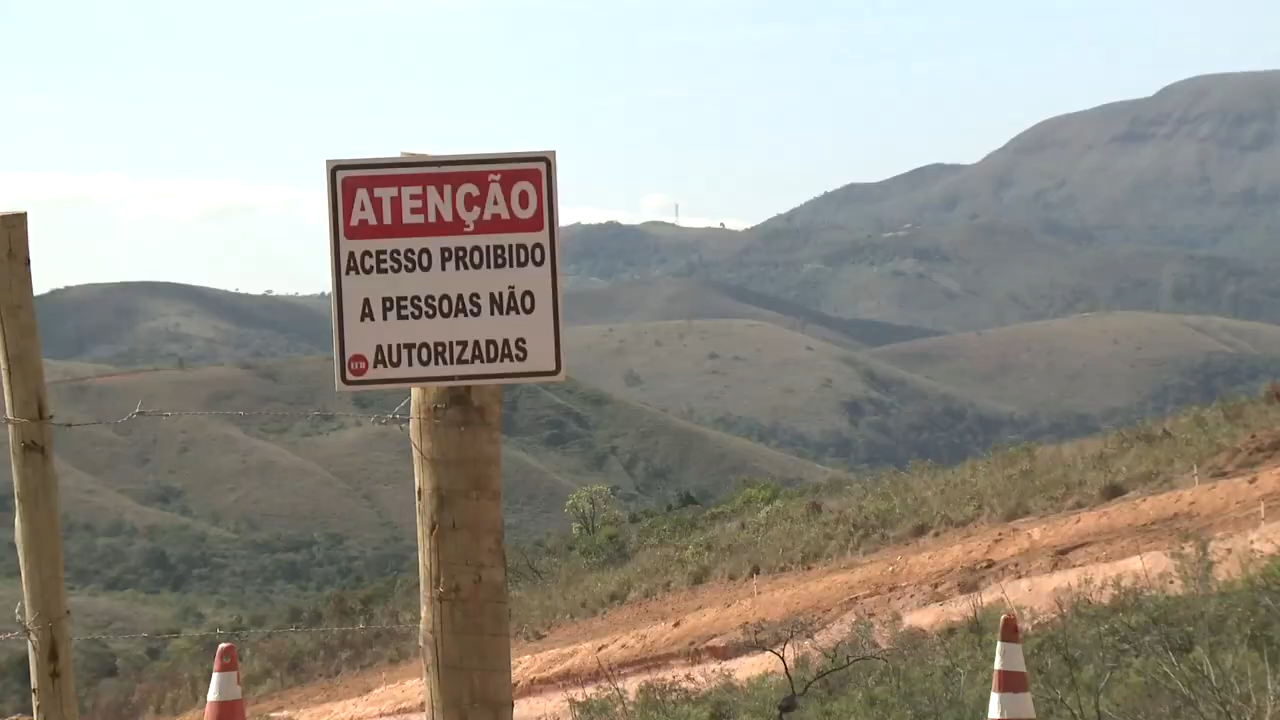 ATENÇÃO
ACESSO PROIBIDO
A PESSOAS NÃO
AUTORIZADAS